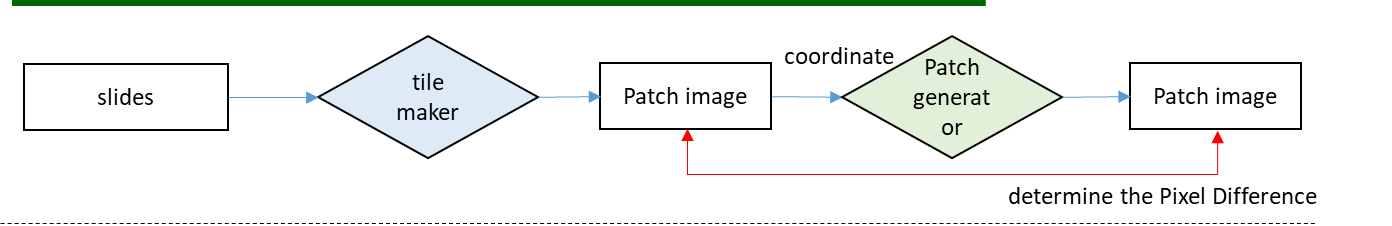 slides
tile
maker
Patch image
coordinate
Patch
generat
or
Patch image
determine the Pixel Difference